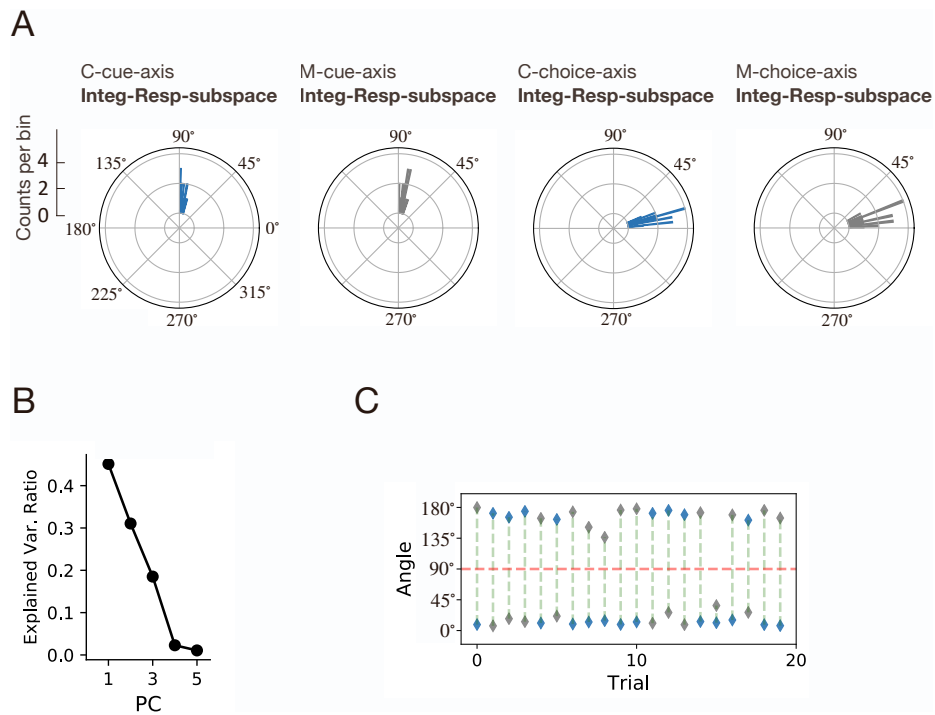 A
C-cue-axis
Integ-Resp-subspace
M-cue-axis
Integ-Resp-subspace
C-choice-axis
Integ-Resp-subspace
M-choice-axis
Integ-Resp-subspace
Counts per bin
4
2
0
90°
135°
45°
180°
0°
225°
315°
270°
90°
45°
270°
90°
45°
270°
90°
45°
270°
B
Explained Var. Ratio
0.4
0.3
0.2
0.1
0.0
1
3
5
PC
C
Angle
180°
135°
90°
45°
0°
0
10
20
Trial